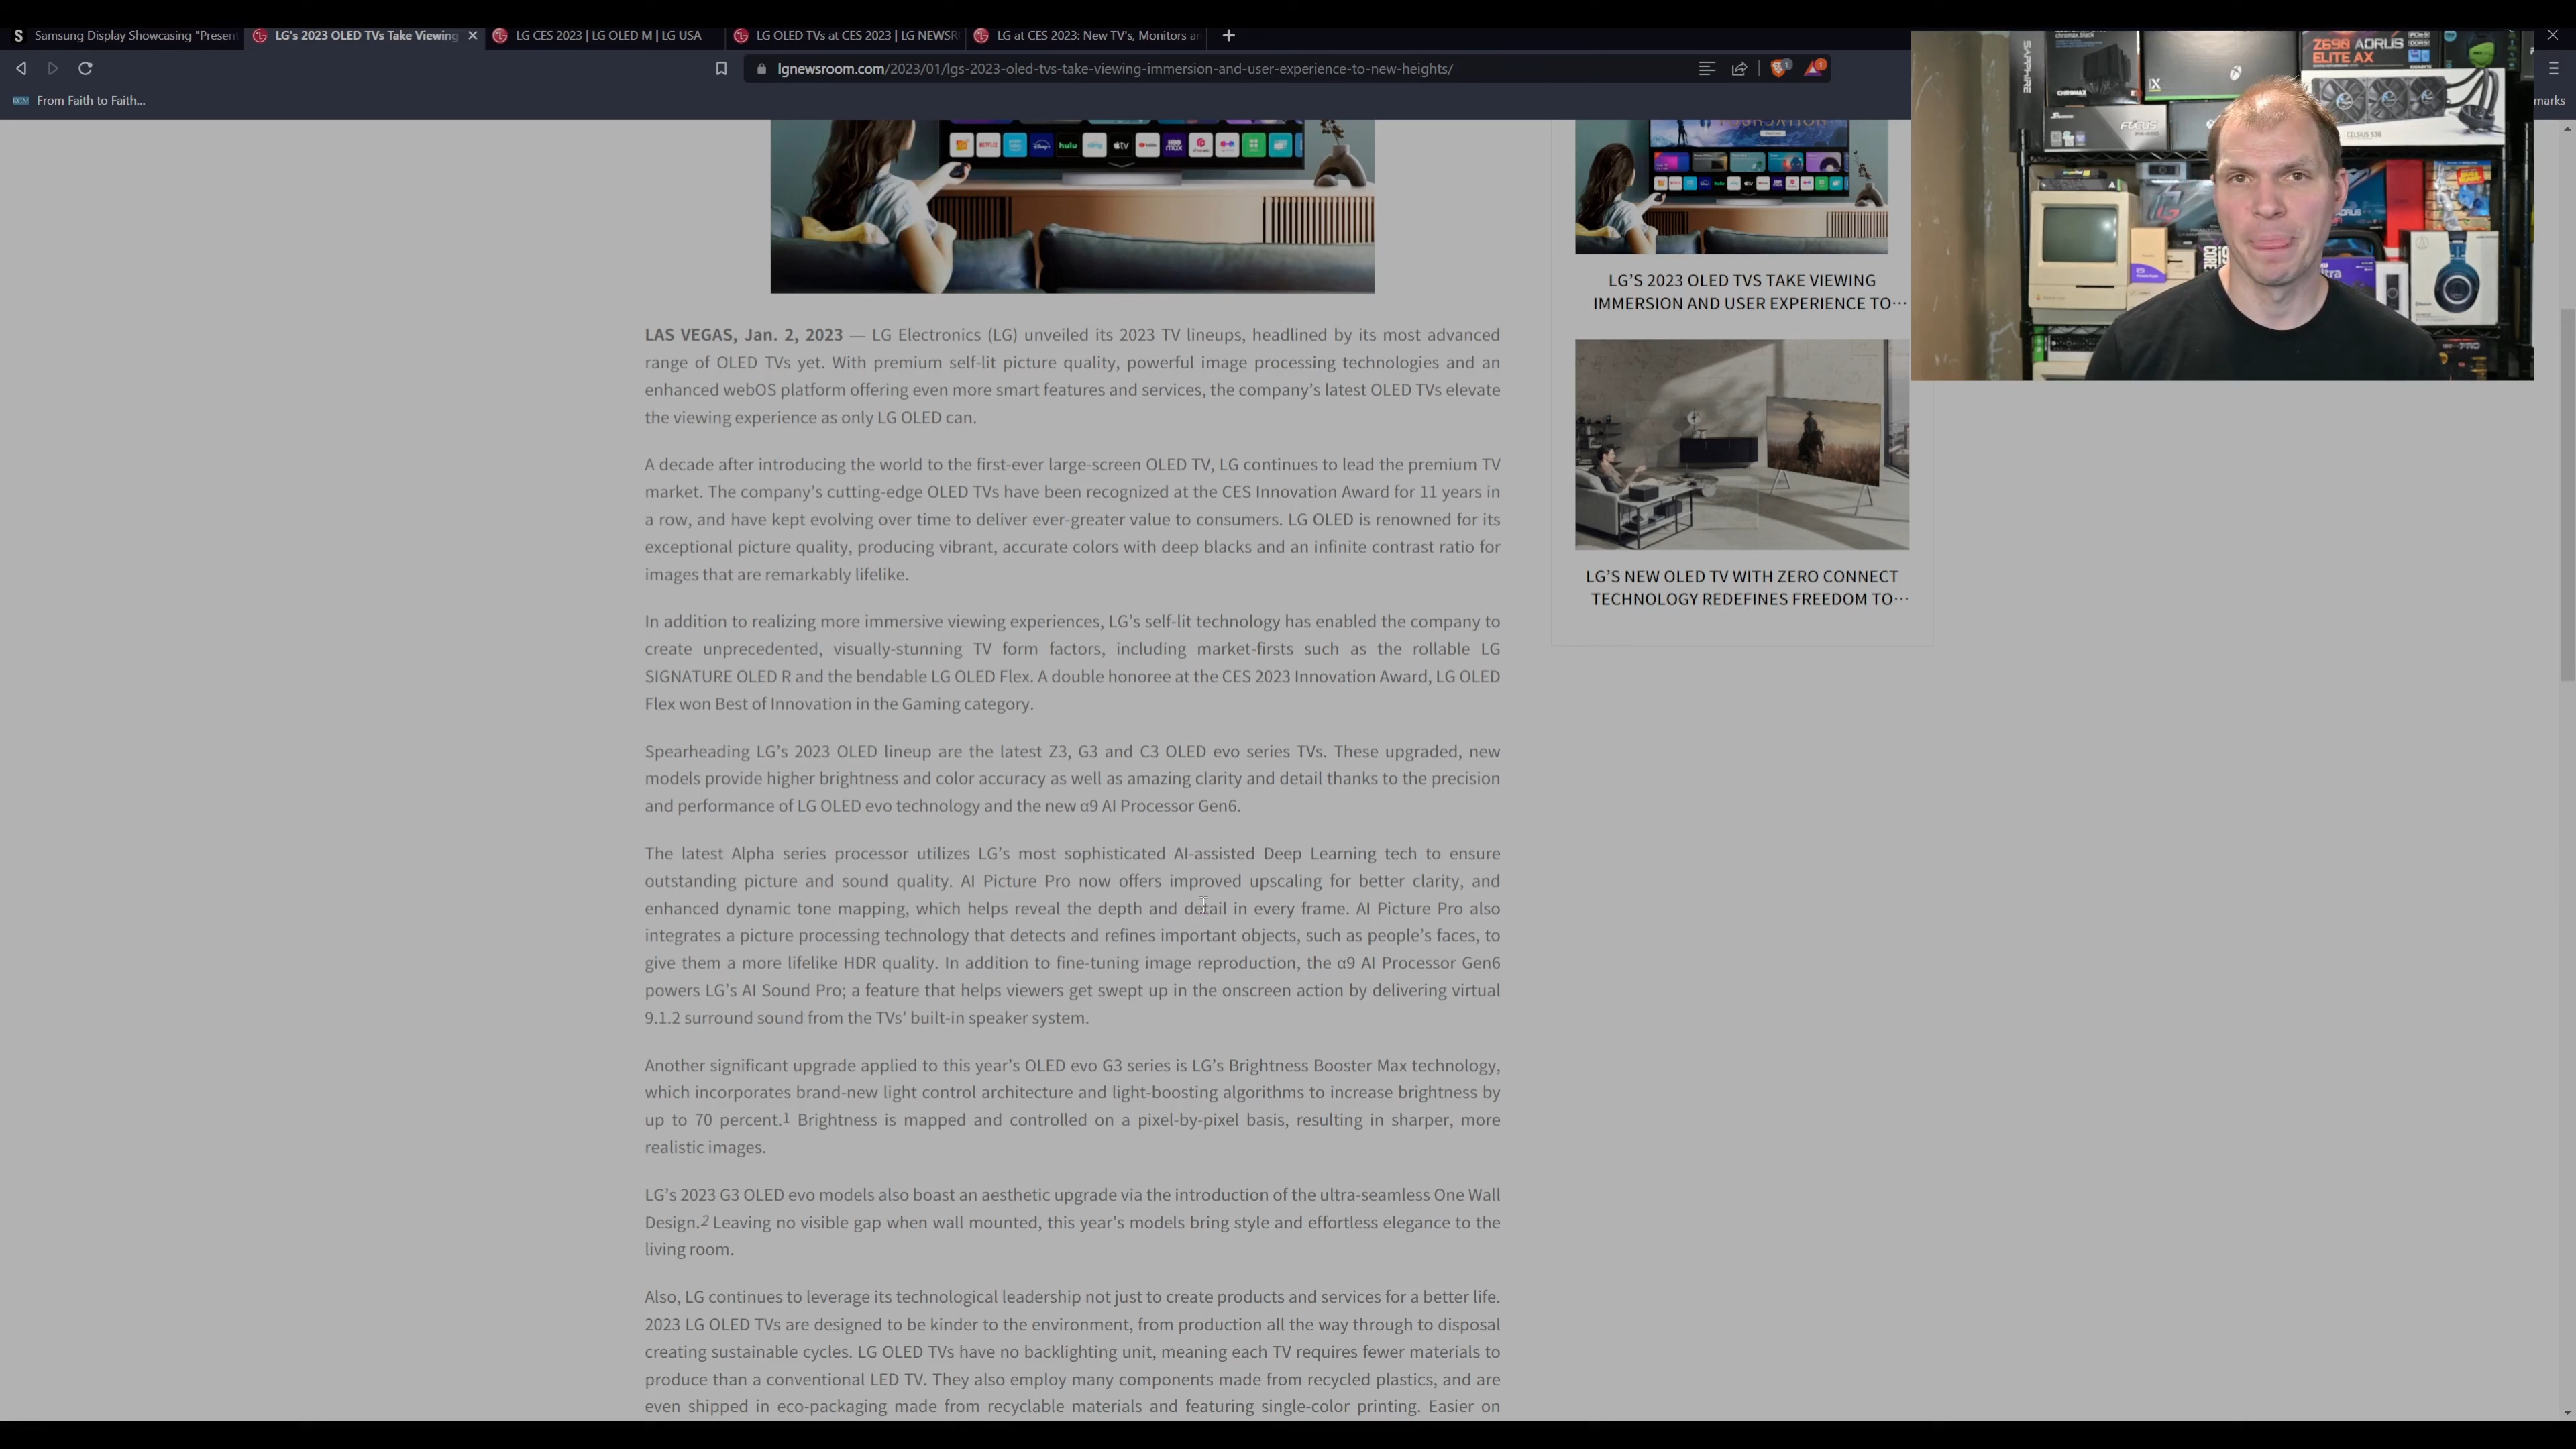 Samsung Display Showcasing "Present
LG's 2023 OLED TVs Take Viewing
LG CES 2023 | LG OLED M | LG USA
LG OLED TVs at CES 2023 | LG NEWSR
LG at CES 2023: New TV's, Monitors an
lgnewsroom.com/2023/01/lgs-2023-oled-tvs-take-viewing-immersion-and-user-experience-to-new-heights/
KCM From Faith to Faith...
marks
NETFLIX
Disney+
hulu
tv
HBO max
SAPPHIRE
chromax.black
CHROMAX
FOCUS
Z690 AORUS
ELITE AX
CELSIUS S36
AORUS
CORE
LG’S 2023 OLED TVS TAKE VIEWING
IMMERSION AND USER EXPERIENCE TO…
LG’S NEW OLED TV WITH ZERO CONNECT
TECHNOLOGY REDEFINES FREEDOM TO…
LAS VEGAS, Jan. 2, 2023 — LG Electronics (LG) unveiled its 2023 TV lineups, headlined by its most advanced
range of OLED TVs yet. With premium self-lit picture quality, powerful image processing technologies and an
enhanced webOS platform offering even more smart features and services, the company’s latest OLED TVs elevate
the viewing experience as only LG OLED can.
A decade after introducing the world to the first-ever large-screen OLED TV, LG continues to lead the premium TV
market. The company’s cutting-edge OLED TVs have been recognized at the CES Innovation Award for 11 years in
a row, and have kept evolving over time to deliver ever-greater value to consumers. LG OLED is renowned for its
exceptional picture quality, producing vibrant, accurate colors with deep blacks and an infinite contrast ratio for
images that are remarkably lifelike.
In addition to realizing more immersive viewing experiences, LG’s self-lit technology has enabled the company to
create unprecedented, visually-stunning TV form factors, including market-firsts such as the rollable LG
SIGNATURE OLED R and the bendable LG OLED Flex. A double honoree at the CES 2023 Innovation Award, LG OLED
Flex won Best of Innovation in the Gaming category.
Spearheading LG’s 2023 OLED lineup are the latest Z3, G3 and C3 OLED evo series TVs. These upgraded, new
models provide higher brightness and color accuracy as well as amazing clarity and detail thanks to the precision
and performance of LG OLED evo technology and the new α9 AI Processor Gen6.
The latest Alpha series processor utilizes LG’s most sophisticated AI-assisted Deep Learning tech to ensure
outstanding picture and sound quality. AI Picture Pro now offers improved upscaling for better clarity, and
enhanced dynamic tone mapping, which helps reveal the depth and detail in every frame. AI Picture Pro also
integrates a picture processing technology that detects and refines important objects, such as people’s faces, to
give them a more lifelike HDR quality. In addition to fine-tuning image reproduction, the α9 AI Processor Gen6
powers LG’s AI Sound Pro; a feature that helps viewers get swept up in the onscreen action by delivering virtual
9.1.2 surround sound from the TVs’ built-in speaker system.
Another significant upgrade applied to this year’s OLED evo G3 series is LG’s Brightness Booster Max technology,
which incorporates brand-new light control architecture and light-boosting algorithms to increase brightness by
up to 70 percent.1 Brightness is mapped and controlled on a pixel-by-pixel basis, resulting in sharper, more
realistic images.
LG’s 2023 G3 OLED evo models also boast an aesthetic upgrade via the introduction of the ultra-seamless One Wall
Design.2 Leaving no visible gap when wall mounted, this year’s models bring style and effortless elegance to the
living room.
Also, LG continues to leverage its technological leadership not just to create products and services for a better life.
2023 LG OLED TVs are designed to be kinder to the environment, from production all the way through to disposal
creating sustainable cycles. LG OLED TVs have no backlighting unit, meaning each TV requires fewer materials to
produce than a conventional LED TV. They also employ many components made from recycled plastics, and are
even shipped in eco-packaging made from recyclable materials and featuring single-color printing. Easier on